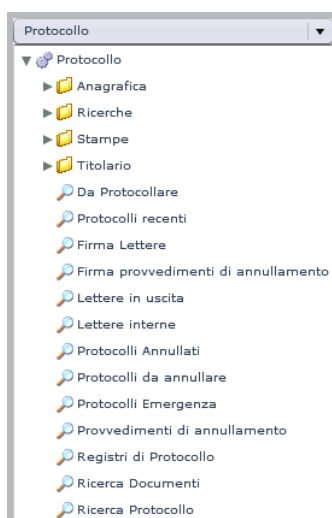 Protocollo
Protocollo
Anagrafica
Ricerche
Stampe
Titolario
Da Protocollare
Protocolli recenti
Firma Lettere
Firma provvedimenti di annullamento
Lettere in uscita
Lettere interne
Protocolli Annullati
Protocolli da annullare
Protocolli Emergenza
Provvedimenti di annullamento
Registri di Protocollo
Ricerca Documenti
Ricerca Protocollo